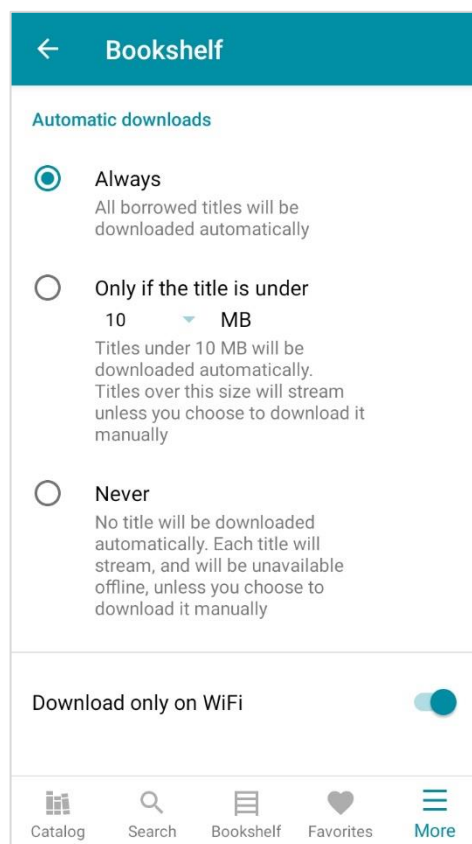 Bookshelf
Automatic downloads
Always
All borrowed titles will be
downloaded automatically
Only if the title is under
10 MB
Titles under 10 MB will be
downloaded automatically.
Titles over this size will stream
unless you choose to download it
manually
Never
No title will be downloaded
automatically. Each title will
stream, and will be unavailable
offline, unless you choose to
download it manually
Download only on WiFi
Catalog Search Bookshelf Favorites More